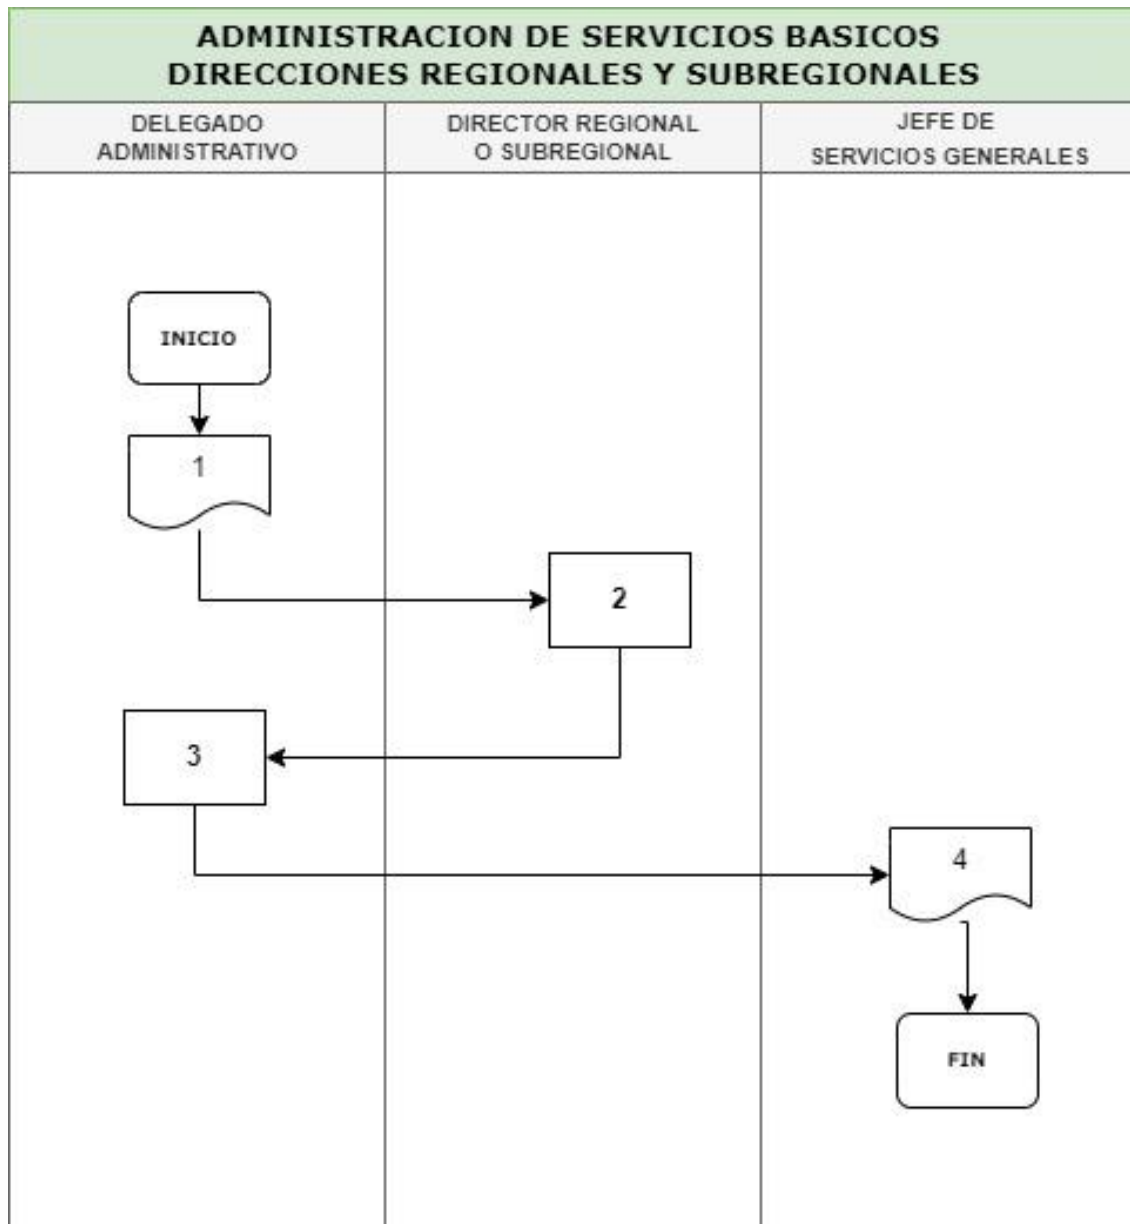 ADMINISTRACION DE SERVICIOS BASICOS
DIRECCIONES REGIONALES Y SUBREGIONALES
DELEGADO
ADMINISTRATIVO
DIRECTOR REGIONAL
O SUBREGIONAL
JEFE DE
SERVICIOS GENERALES
INICIO
1
2
3
4
FIN